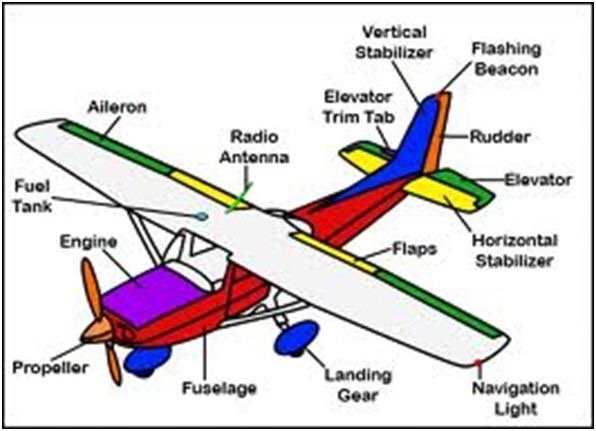 Vertical
Stabilizer
Flashing
Beacon
Aileron
Elevator
Trim Tab
Radio
Antenna
Rudder
Fuel
Tank
Elevator
Engine
Flaps
Horizontal
Stabilizer
Propeller
Fuselage
Landing
Gear
Navigation
Light